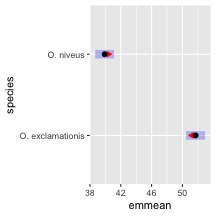 O. niveus
species
O. exclamationis
38 42 46 50
emmean